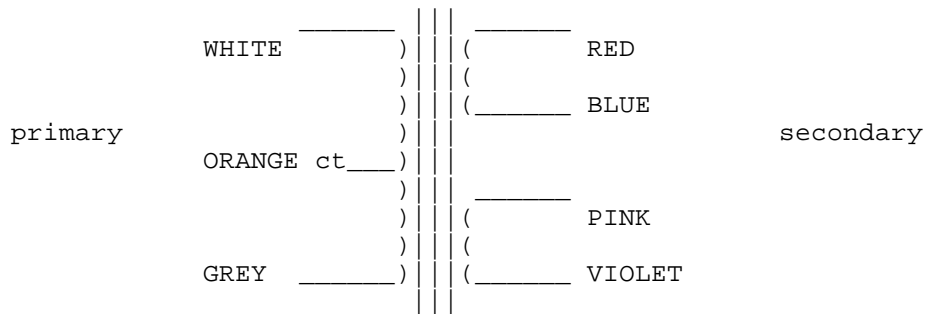 WHITE RED
BLUE
primary secondary
ORANGE ct
PINK
GREY VIOLET